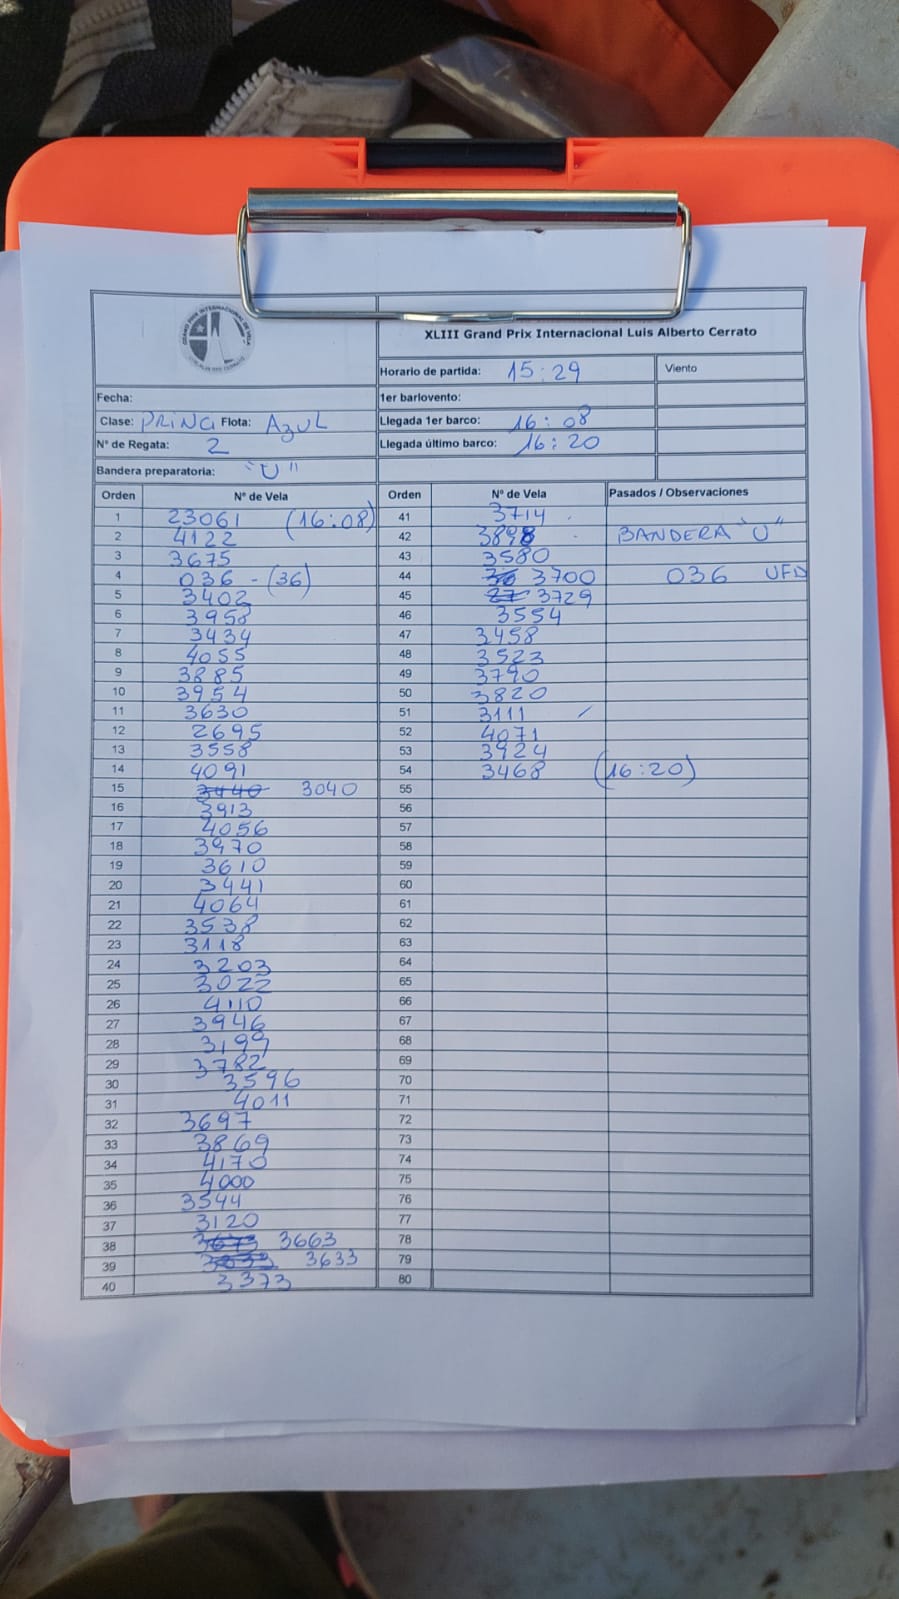 XLIII Grand Prix Internacional Luis Alberto Cerrato
Horario de partida: 15:29 Viento
Fecha: 1er barlovento:
Clase: PRINCI Flota: AZUL Llegada 1er barco: 16:08
N° de Regata: 2 Llegada último barco: 16:20
Bandera preparatoria: "U"
Orden N° de Vela Orden N° de Vela Pasados / Observaciones
1 23061 (16:08) 41 3714
2 4122 42 3898 BANDERA "U"
3 3675 43 3580
4 036 - (36) 44 36 3700 036 UFD
5 3402 45 27 3729
6 3958 46 3554
7 3434 47 3458
8 4055 48 3523
9 3885 49 3790
10 3954 50 3820
11 3630 51 3111 /
12 2695 52 4071
13 3558 53 3924
14 4091 54 3468 (16:20)
15 3440 3040 55
16 3913 56
17 4056 57
18 3970 58
19 3610 59
20 3441 60
21 4064 61
22 3538 62
23 3118 63
24 3203 64
25 3022 65
26 4110 66
27 3946 67
28 3199 68
29 3782 69
30 3596 70
31 4011 71
32 3697 72
33 3869 73
34 4170 74
35 4000 75
36 3544 76
37 3120 77
38 3663 78
39 3633 79
40 3373 80